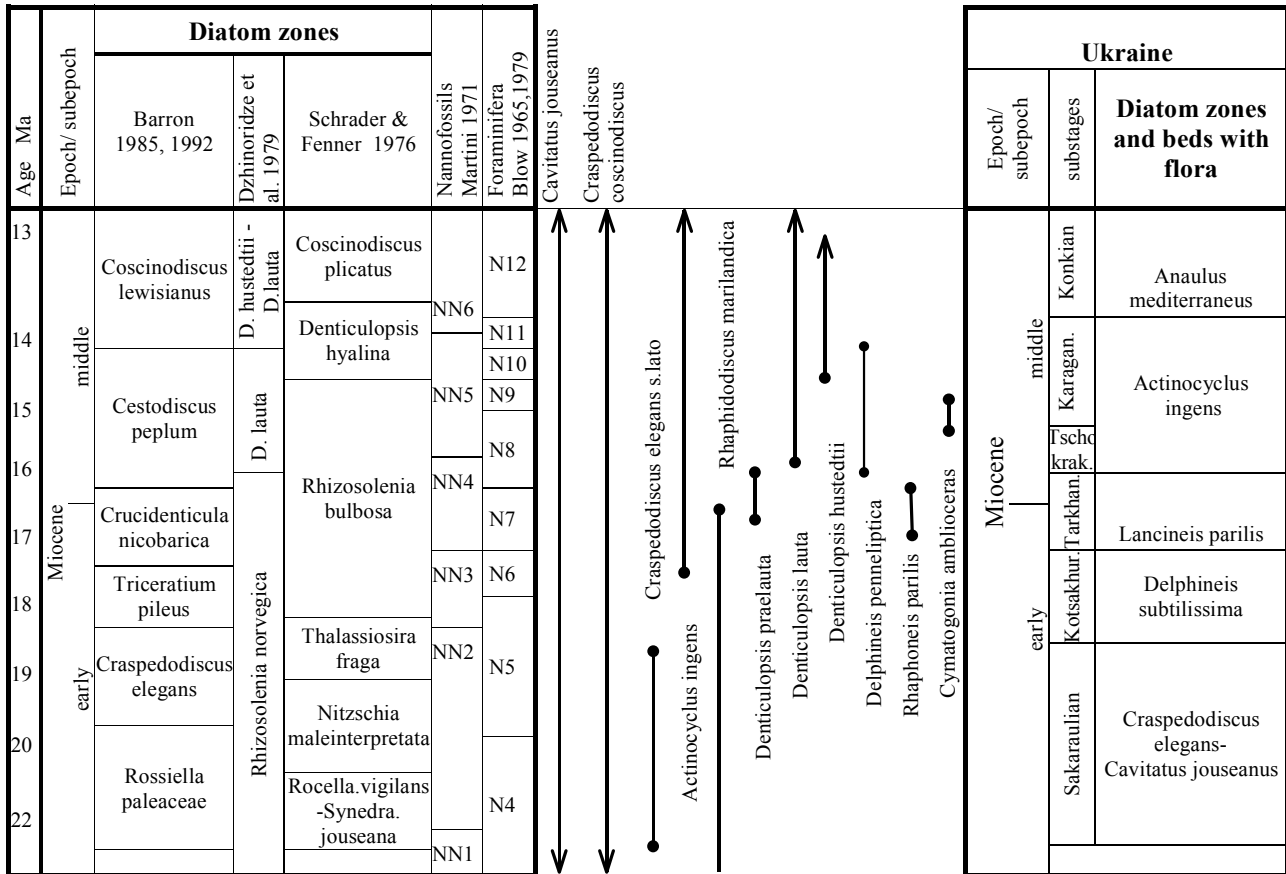 Age Ma
Epoch/ subepoch
Diatom zones
Barron
1985, 1992
Dzhinoridze et
al. 1979
Schrader &
Fenner 1976
Nannofossils
Martini 1971
Foraminifera
Blow 1965,1979
Cavitatus jouseanus
Craspedodiscus
coscinodiscus
Ukraine
Epoch/
subepoch
substages
Diatom zones
and beds with
flora
13
14
15
16
17
18
19
20
22
Miocene
middle
early
Coscinodiscus
lewisianus
Cestodiscus
peplum
Crucidenticula
nicobarica
Triceratium
pileus
Craspedodiscus
elegans
Rossiella
paleaceae
D. hustedtii -
D.lauta
D. lauta
Rhizosolenia norvegica
Coscinodiscus
plicatus
Denticulopsis
hyalina
Rhizosolenia
bulbosa
Thalassiosira
fraga
Nitzschia
maleinterpretata
Rocella.vigilans
-Synedra.
jouseana
NN6
NN5
NN4
NN3
NN2
NN1
N12
N11
N10
N9
N8
N7
N6
N5
N4
Craspedodiscus elegans s.lato
Actinocyclus ingens
Rhaphidodiscus marilandica
Denticulopsis praelauta
Denticulopsis lauta
Denticulopsis hustedtii
Delphineis penneliptica
Rhaphoneis parilis
Cymatogonia amblioceras
Miocene
middle
early
Konkian
Karagan.
Tscho
krak.
Tarkhan.
Kotsakhur.
Sakaraulian
Anaulus
mediterraneus
Actinocyclus
ingens
Lancineis parilis
Delphineis
subtilissima
Craspedodiscus
elegans-
Cavitatus jouseanus